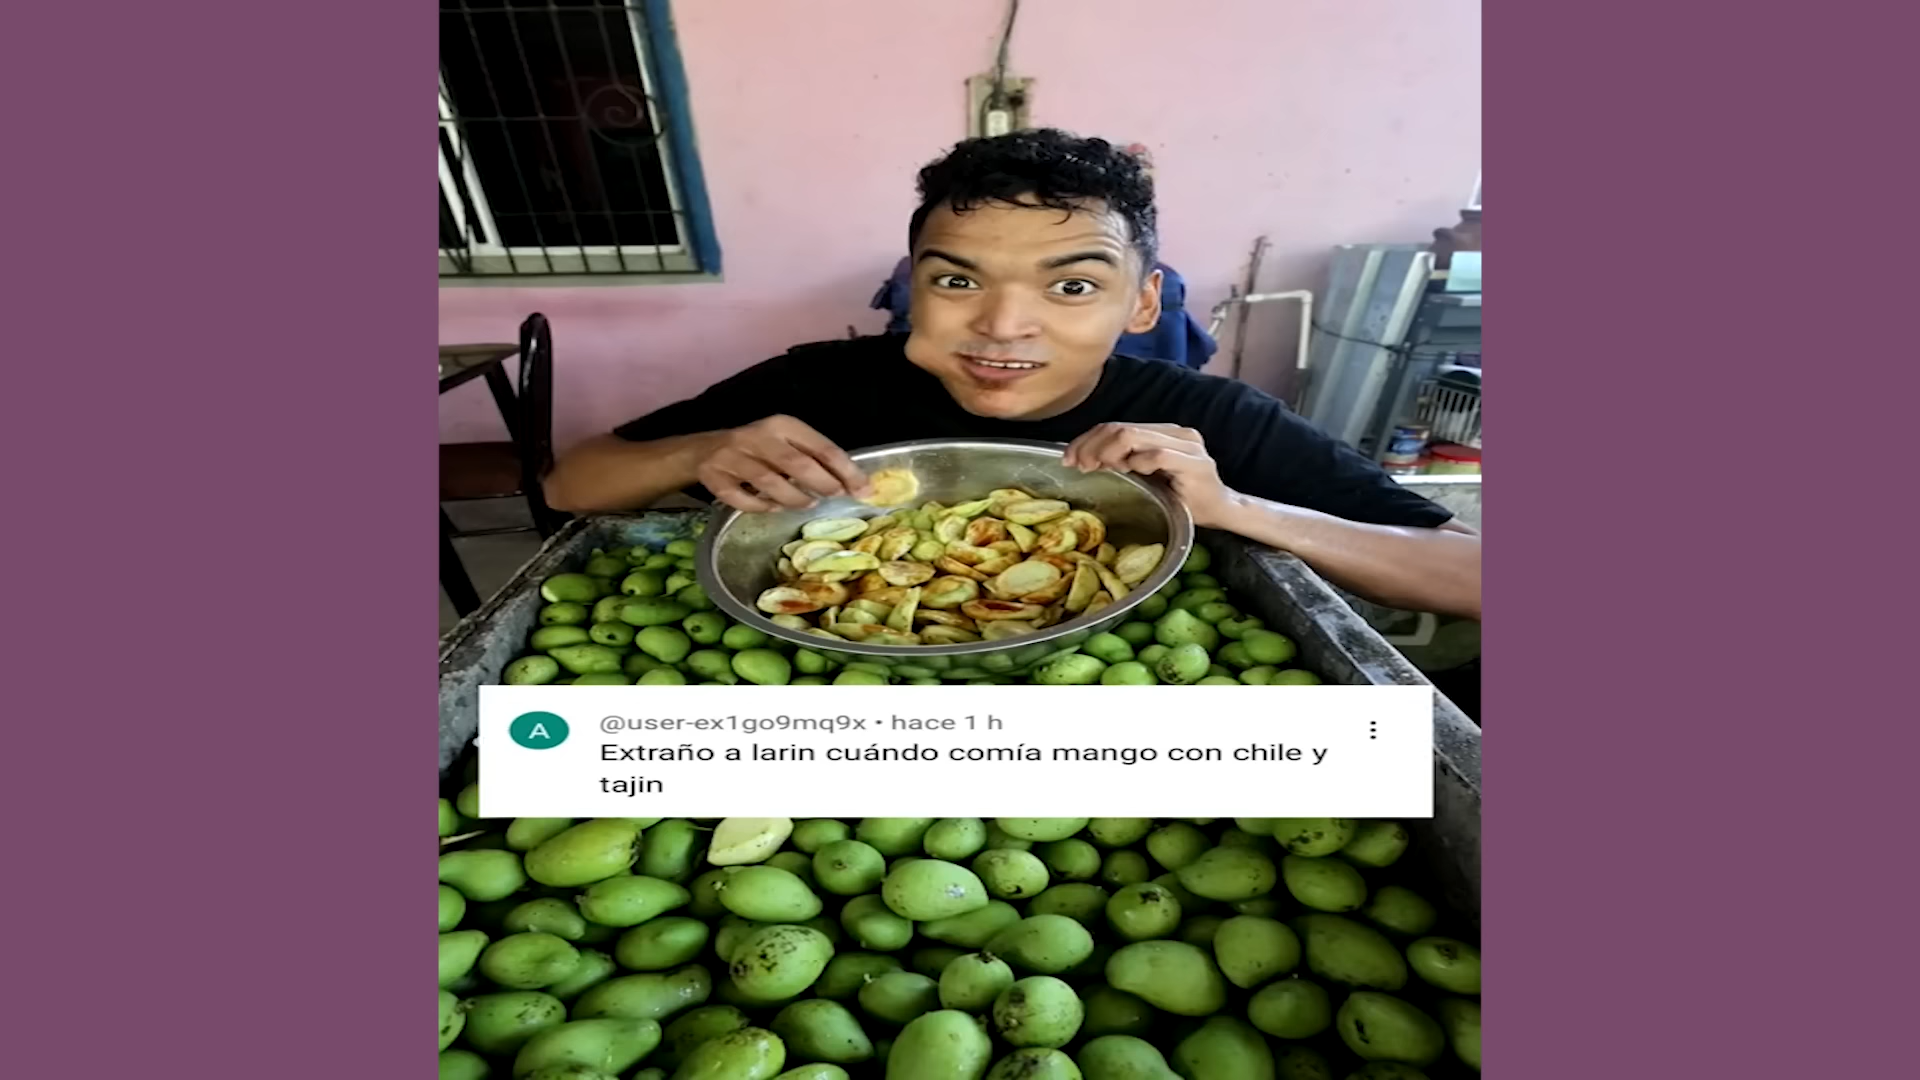 A
@user-ex1go9mq9x • hace 1 h
Extraño a larin cuándo comía mango con chile y
tajin